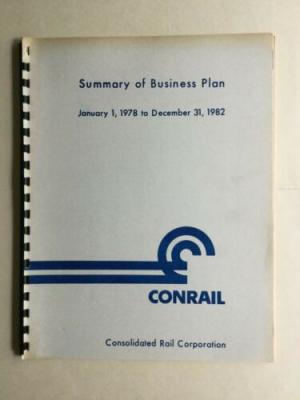 Summary of Business Plan
January 1, 1978 to December 31, 1982
CONRAIL
Consolidated Rail Corporation